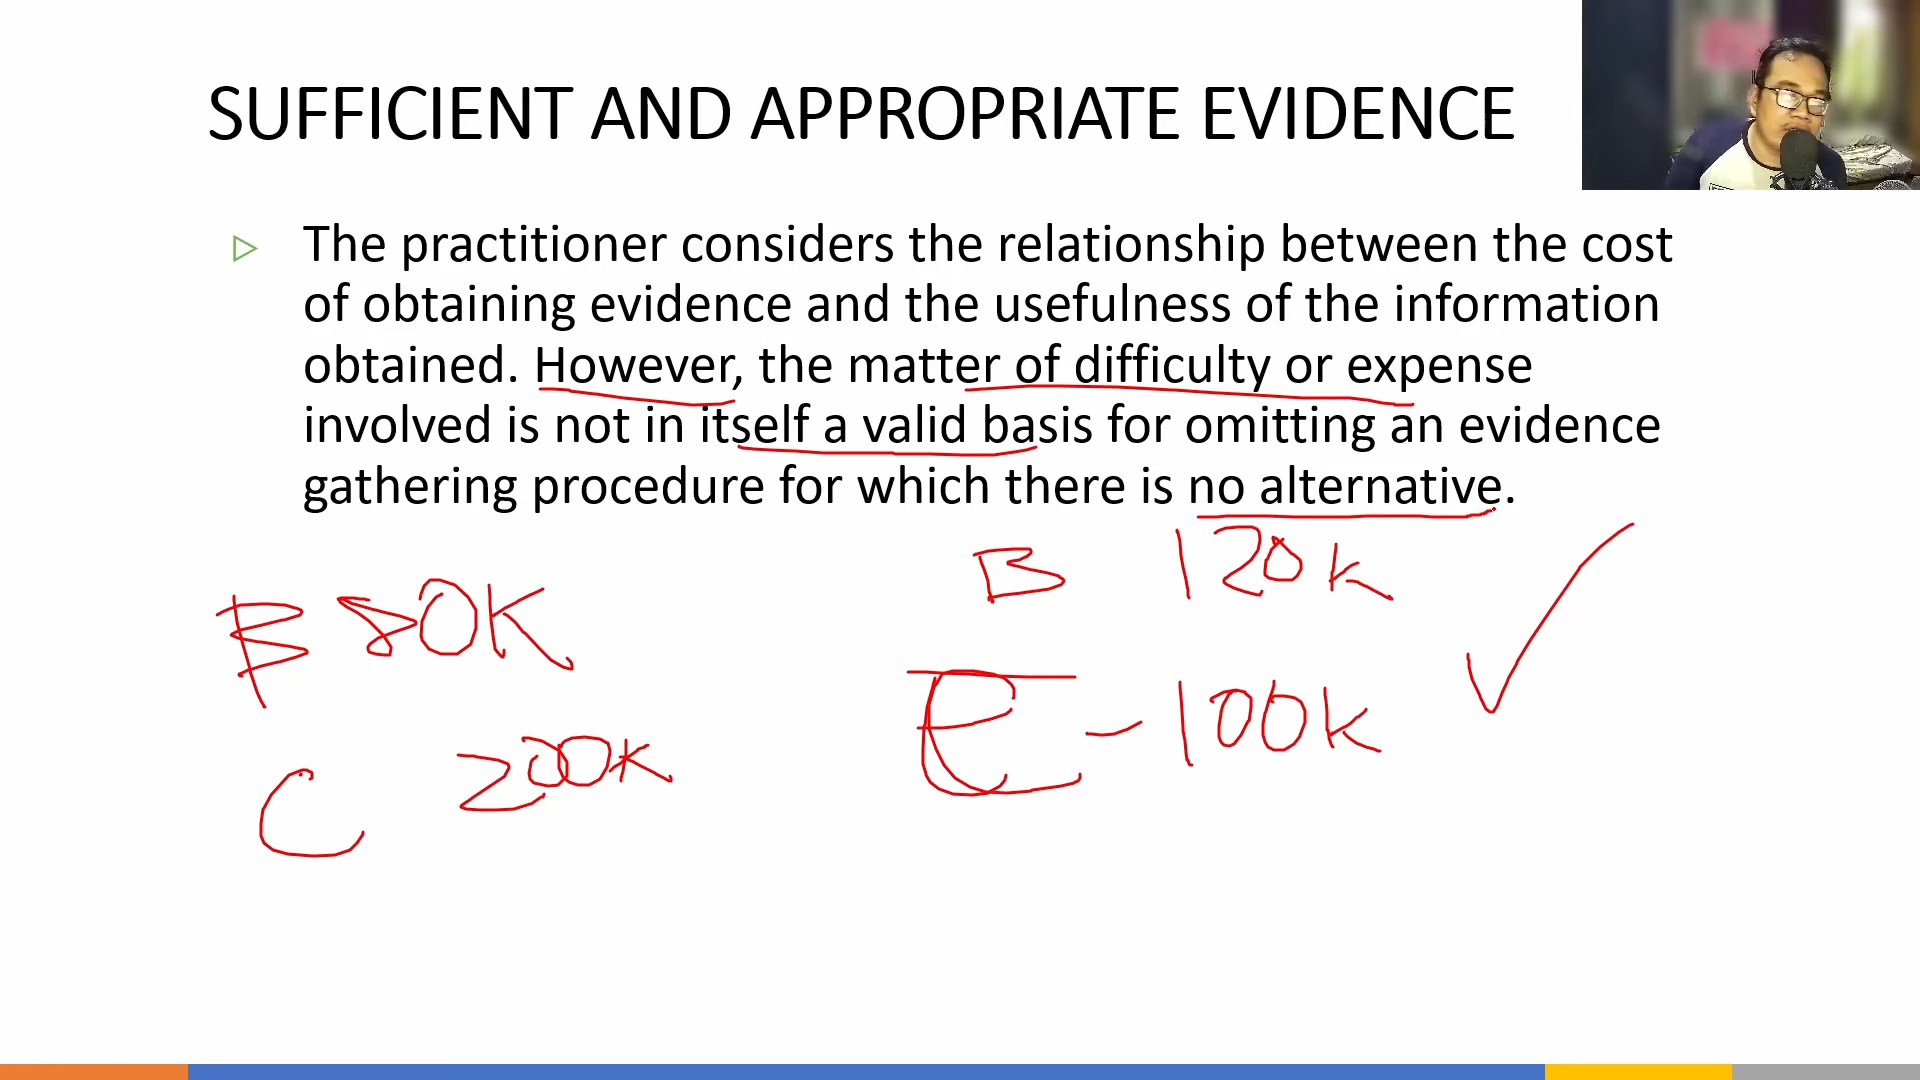 SUFFICIENT AND APPROPRIATE EVIDENCE
The practitioner considers the relationship between the cost
of obtaining evidence and the usefulness of the information
obtained. However, the matter of difficulty or expense
involved is not in itself a valid basis for omitting an evidence
gathering procedure for which there is no alternative.
B 120k
B 80K
C - 100k
C 200k